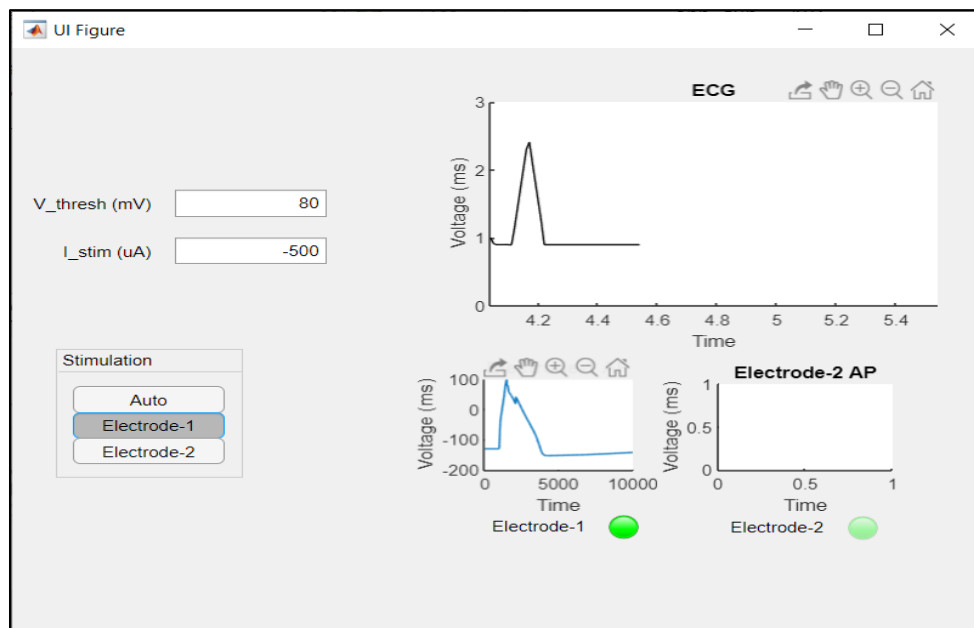 UI Figure
V_thresh (mV)
80
I_stim (uA)
-500
Stimulation
Auto
Electrode-1
Electrode-2
ECG
Voltage (ms)
3
2
1
0
4.2 4.4 4.6 4.8 5 5.2 5.4
Time
Voltage (ms)
100
0
-100
-200
0 5000 10000
Time
Electrode-1
Electrode-2 AP
Voltage (ms)
1
0.5
0
0 0.5 1
Time
Electrode-2